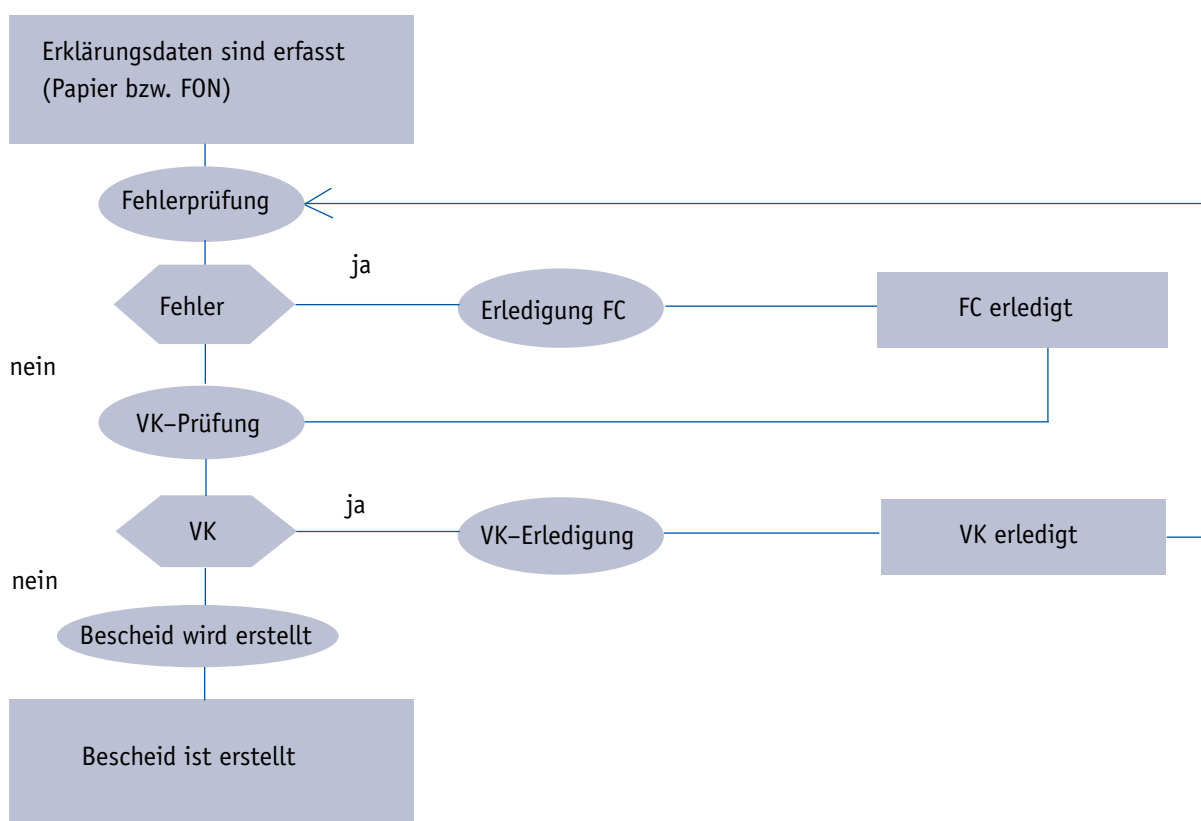 Erklärungsdaten sind erfasst
(Papier bzw. FON)
Fehlerprüfung
ja
Fehler
Erledigung FC
FC erledigt
nein
VK–Prüfung
ja
VK
VK–Erledigung
VK erledigt
nein
Bescheid wird erstellt
Bescheid ist erstellt